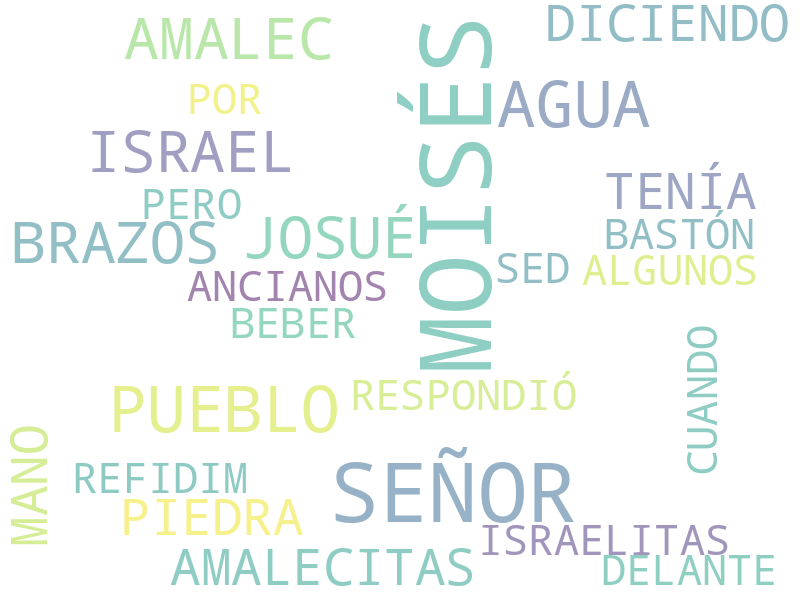 DICIENDO
AMALEC
MOISÉS
POR
AGUA
ISRAEL
TENÍA
PERO
BASTÓN
BRAZOS
JOSUÉ
SED
ALGUNOS
ANCIANOS
BEBER
CUANDO
PUEBLO
RESPONDIÓ
MANO
REFIDIM
SEÑOR
PIEDRA
ISRAELITAS
AMALECITAS
DELANTE